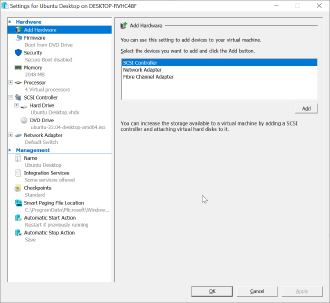 Settings for Ubuntu Desktop on DESKTOP-RVHC4BF
Hardware
Add Hardware
Firmware
Boot from DVD Drive
Security
Secure Boot disabled
Memory
2048 MB
Processor
4 Virtual processors
SCSI Controller
Hard Drive
Ubuntu Desktop.vhdx
DVD Drive
ubuntu-22.04-desktop-amd64.iso
Network Adapter
Default Switch
Management
Name
Ubuntu Desktop
Integration Services
Some services offered
Checkpoints
Standard
Smart Paging File Location
C:\ProgramData\Microsoft\Window...
Automatic Start Action
Restart if previously running
Automatic Stop Action
Save
Add Hardware
You can use this setting to add devices to your virtual machine.
Select the devices you want to add and click the Add button.
SCSI Controller
Network Adapter
Fibre Channel Adapter
Add
You can increase the storage available to a virtual machine by adding a SCSI
controller and attaching virtual hard disks to it.
OK
Cancel
Apply